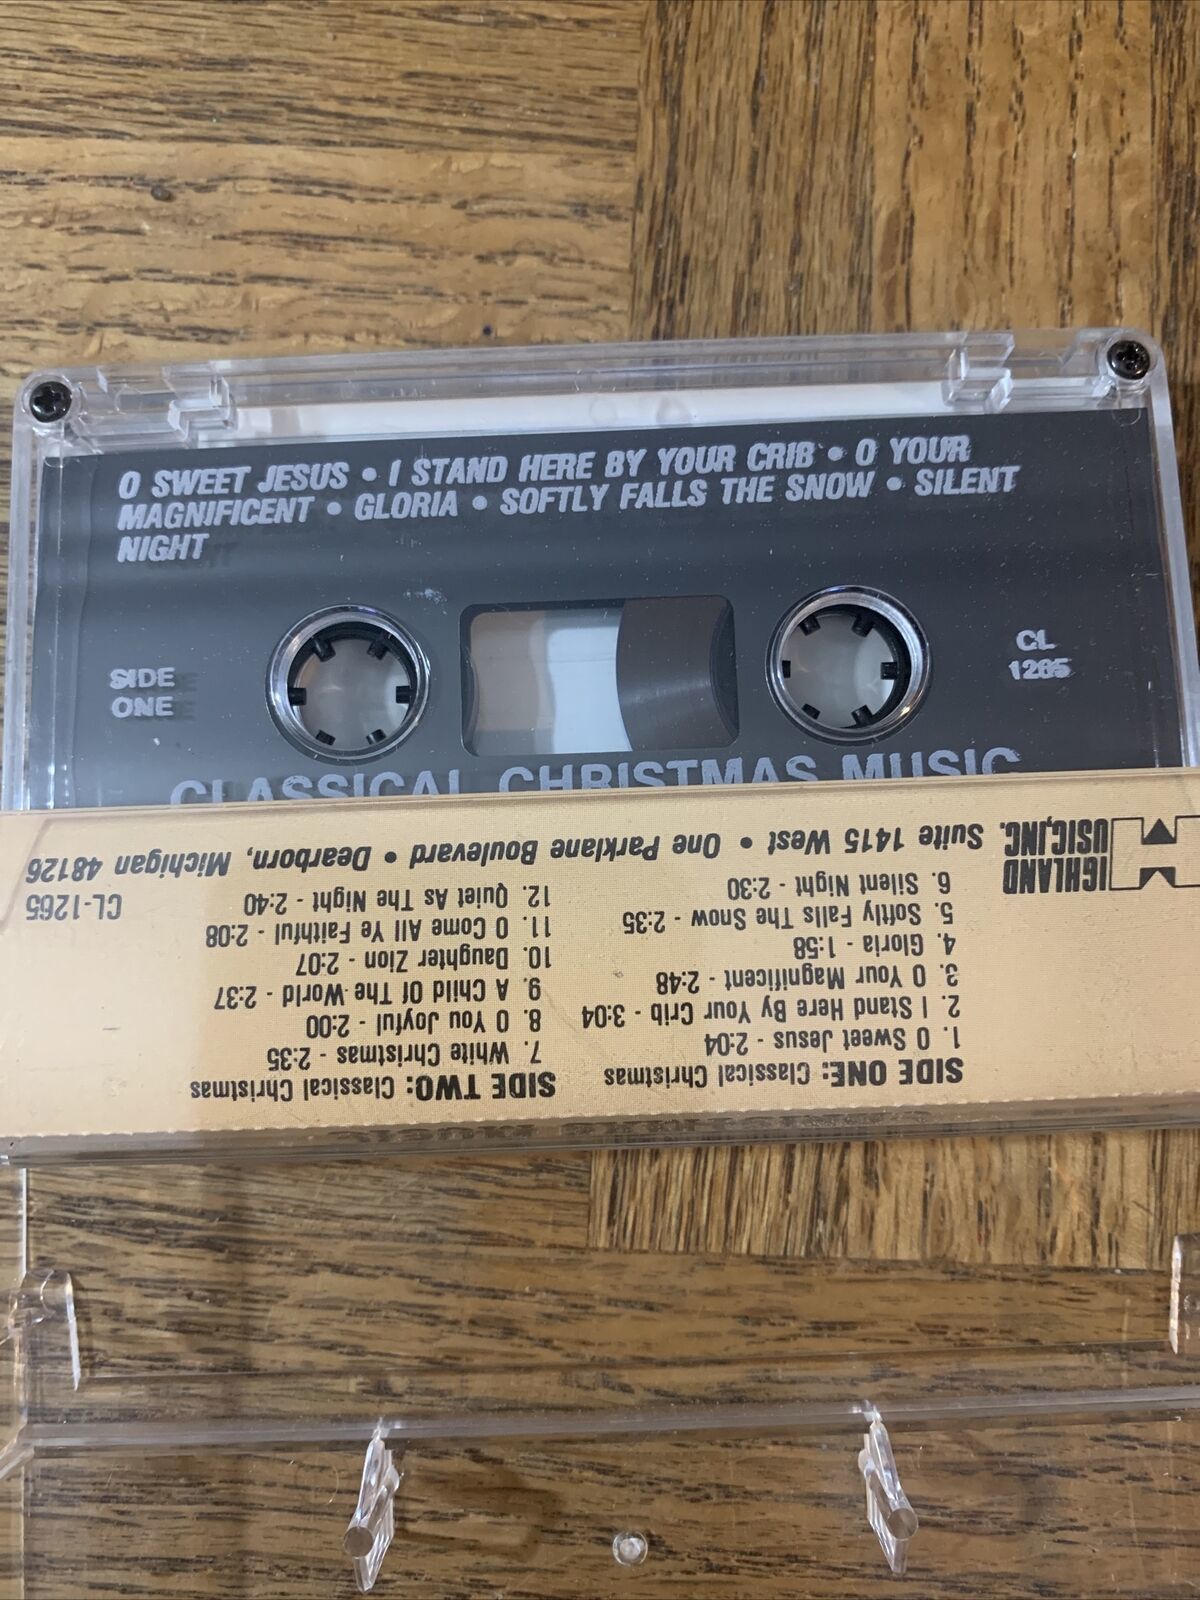 O SWEET JESUS • I STAND HERE BY YOUR CRIB • O YOUR
MAGNIFICENT • GLORIA • SOFTLY FALLS THE SNOW • SILENT
NIGHT
SIDE
ONE
CL
1265
CLASSICAL CHRISTMAS MUSIC
SIDE ONE: Classical Christmas
1. O Sweet Jesus - 2:04
2. I Stand Here By Your Crib - 3:04
3. O Your Magnificent - 2:48
4. Gloria - 1:58
5. Softly Falls The Snow - 2:35
6. Silent Night - 2:30
SIDE TWO: Classical Christmas
7. White Christmas - 2:35
8. O You Joyful - 2:00
9. A Child Of The World - 2:37
10. Daughter Zion - 2:07
11. O Come All Ye Faithful - 2:08
12. Quiet As The Night - 2:40
CL-1265
HIGHLAND
MUSIC, INC.
Suite 1415 West • One Parklane Boulevard • Dearborn, Michigan 48126